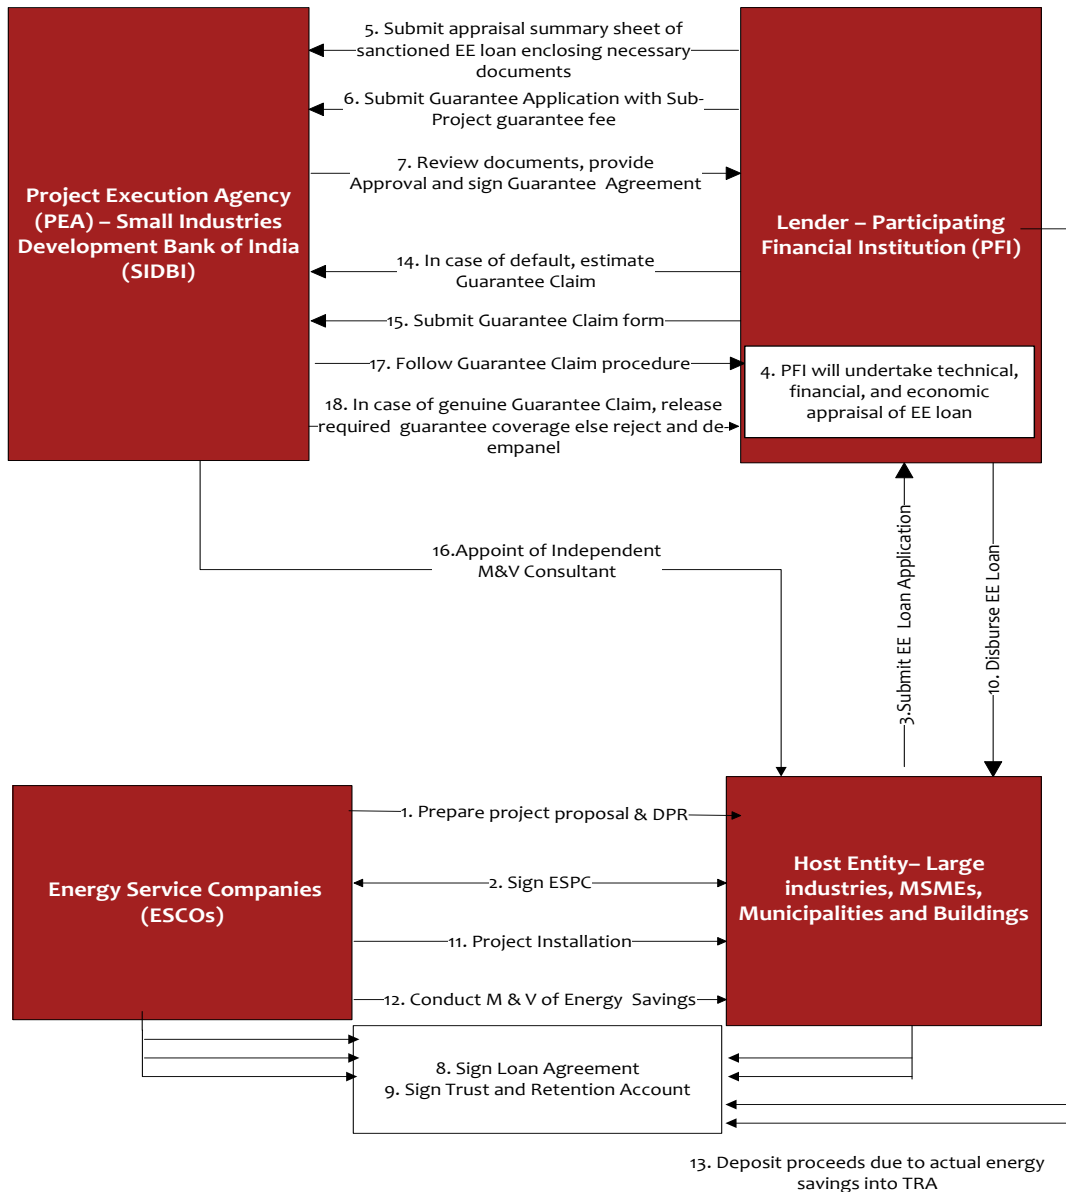 5. Submit appraisal summary sheet of
sanctioned EE loan enclosing necessary
documents
6. Submit Guarantee Application with Sub-
Project guarantee fee
7. Review documents, provide
Approval and sign Guarantee Agreement
Project Execution Agency
(PEA) – Small Industries
Development Bank of India
(SIDBI)
Lender – Participating
Financial Institution (PFI)
14. In case of default, estimate
Guarantee Claim
15. Submit Guarantee Claim form
17. Follow Guarantee Claim procedure
18. In case of genuine Guarantee Claim, release
required guarantee coverage else reject and de-
empanel
4. PFI will undertake technical,
financial, and economic
appraisal of EE loan
16.Appoint of Independent
M&V Consultant
3.Submit EE Loan Application
10. Disburse EE Loan
1. Prepare project proposal & DPR
2. Sign ESPC
11. Project Installation
12. Conduct M & V of Energy Savings
Energy Service Companies
(ESCOs)
Host Entity– Large
industries, MSMEs,
Municipalities and Buildings
8. Sign Loan Agreement
9. Sign Trust and Retention Account
13. Deposit proceeds due to actual energy
savings into TRA